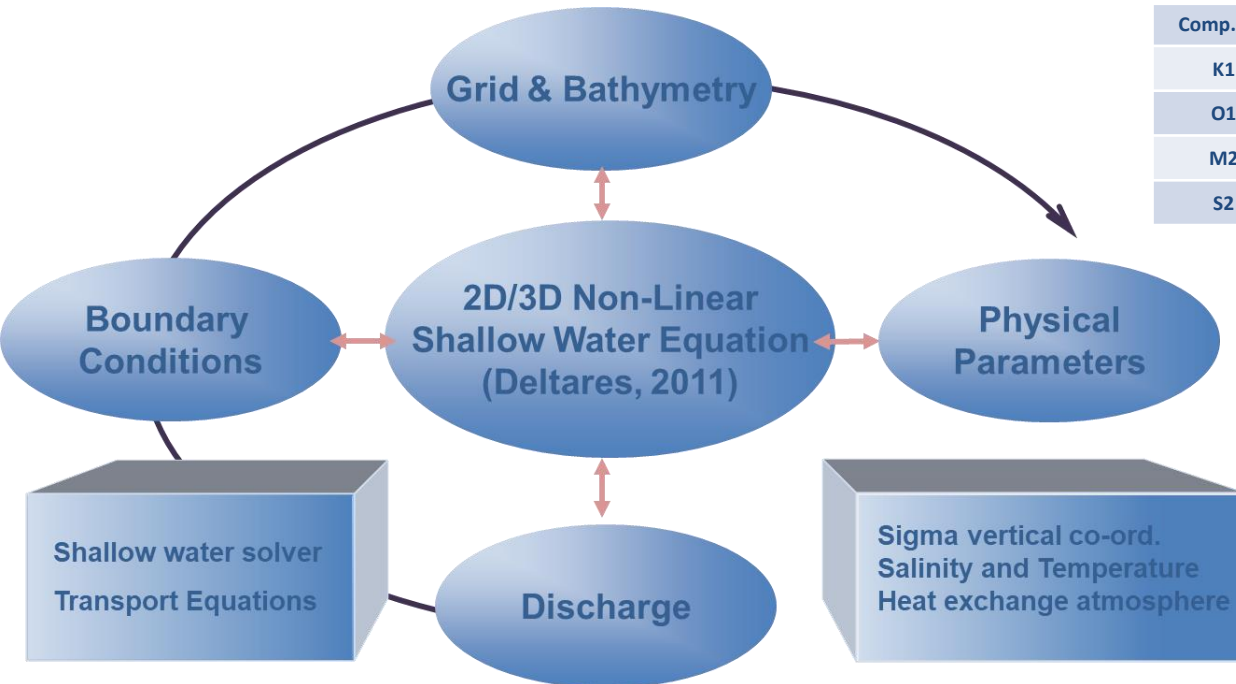 Comp.
K1
O1
M2
S2
Grid & Bathymetry
Boundary
Conditions
2D/3D Non-Linear
Shallow Water Equation
(Deltares, 2011)
Physical
Parameters
Shallow water solver
Transport Equations
Discharge
Sigma vertical co-ord.
Salinity and Temperature
Heat exchange atmosphere